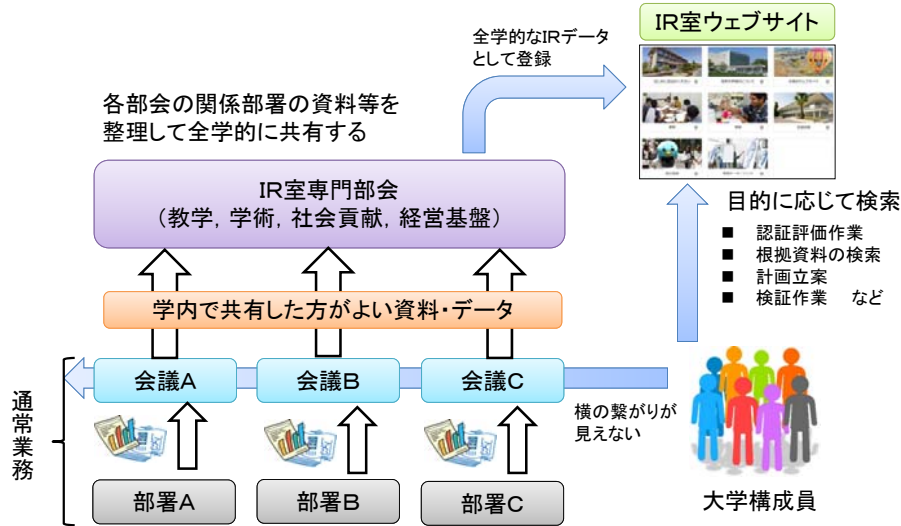 IR室ウェブサイト
全学的なIRデータ
として登録
各部会の関係部署の資料等を
整理して全学的に共有する
IR室専門部会
（教学，学術，社会貢献，経営基盤）
目的に応じて検索
■ 認証評価作業
■ 根拠資料の検索
■ 計画立案
■ 検証作業　など
学内で共有した方がよい資料・データ
会議A
会議B
会議C
横の繋がりが
見えない
通常業務
部署A
部署B
部署C
大学構成員